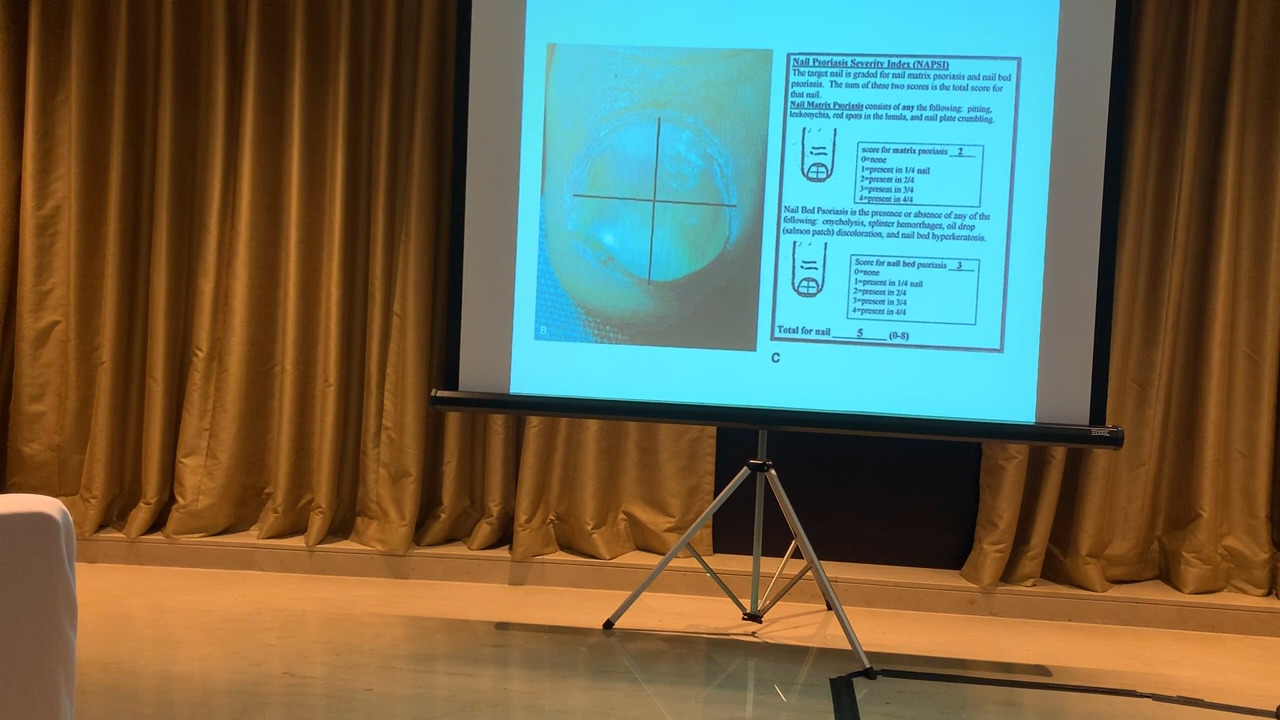 Nail Psoriasis Severity Index (NAPSI)
The target nail is graded for nail matrix psoriasis and nail bed
psoriasis. The sum of these two scores is the total score for
that nail.
Nail Matrix Psoriasis consists of any the following: pitting,
leukonychia, red spots in the lunula, and nail plate crumbling.
score for matrix psoriasis 2
0=none
1=present in 1/4 nail
2=present in 2/4
3=present in 3/4
4=present in 4/4
Nail Bed Psoriasis is the presence or absence of any of the
following: onycholysis, splinter hemorrhages, oil drop
(salmon patch) discoloration, and nail bed hyperkeratosis.
Score for nail bed psoriasis 3
0=none
1=present in 1/4 nail
2=present in 2/4
3=present in 3/4
4=present in 4/4
Total for nail 5 (0-8)
B
C